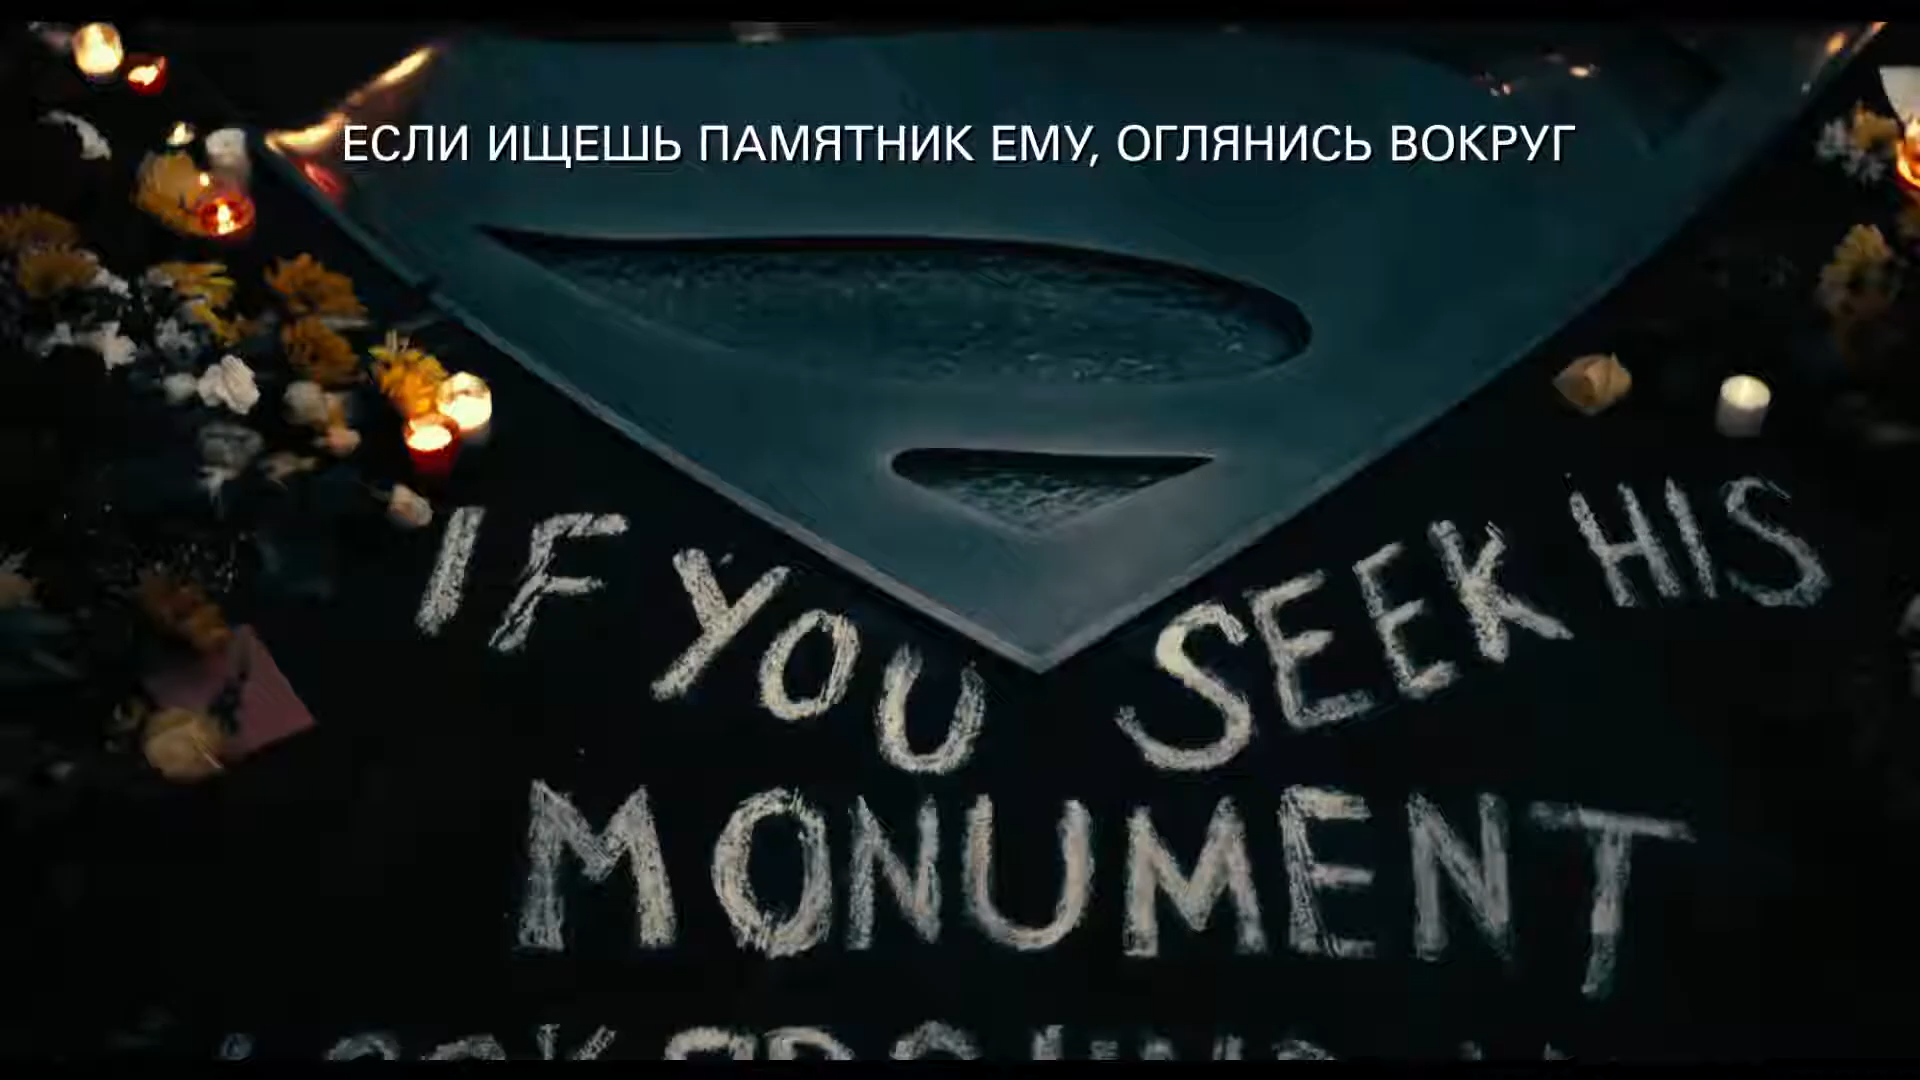 ЕСЛИ ИЩЕШЬ ПАМЯТНИК ЕМУ, ОГЛЯНИСЬ ВОКРУГ
IF YOU SEEK HIS
MONUMENT